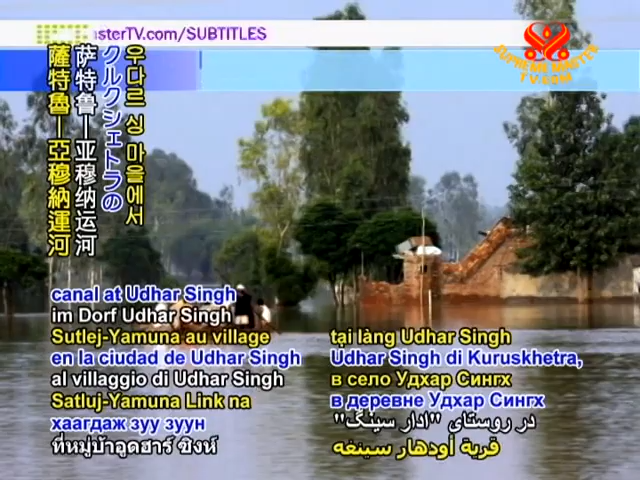 asterTV.com/SUBTITLES
SUPREME MASTER
TV.COM
우다르 싱 마을에서
クルクシェトラの
萨特鲁—亚穆纳运河
薩特魯—亞穆納運河
canal at Udhar Singh
im Dorf Udhar Singh
Sutlej-Yamuna au village
en la ciudad de Udhar Singh
al villaggio di Udhar Singh
Satluj-Yamuna Link na
хаагдаж зуу зуун
ที่หมู่บ้าอูดฮาร์ ซิงห์
tại làng Udhar Singh
Udhar Singh di Kuruskhetra,
в село Удхар Сингх
в деревне Удхар Сингх
در روستای "ادار سینگ"
قرية أودهار سينغه